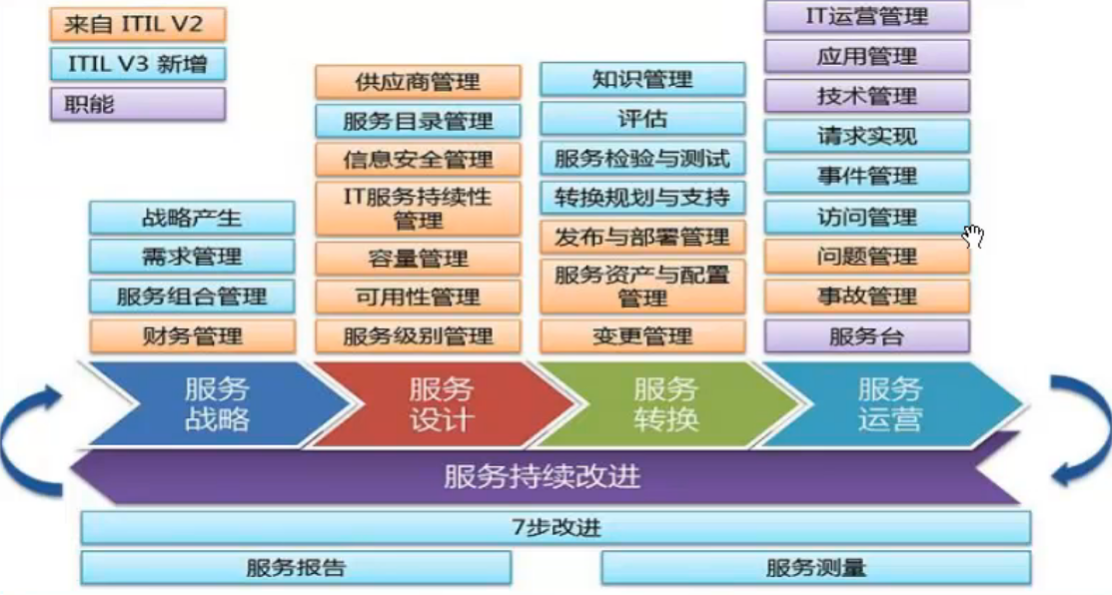 来自 ITIL V2
ITIL V3 新增
职能
战略产生
需求管理
服务组合管理
财务管理
供应商管理
服务目录管理
信息安全管理
IT服务持续性
管理
容量管理
可用性管理
服务级别管理
知识管理
评估
服务检验与测试
转换规划与支持
发布与部署管理
服务资产与配置
管理
变更管理
IT运营管理
应用管理
技术管理
请求实现
事件管理
访问管理
问题管理
事故管理
服务台
服务
战略
服务
设计
服务
转换
服务
运营
服务持续改进
7步改进
服务报告
服务测量